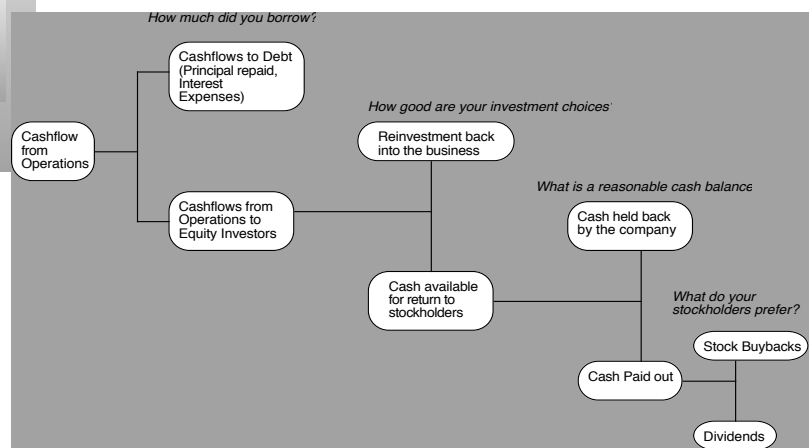 How much did you borrow?
Cashflows to Debt
(Principal repaid,
Interest
Expenses)
How good are your investment choices
Cashflow
from
Operations
Reinvestment back
into the business
What is a reasonable cash balance
Cashflows from
Operations to
Equity Investors
Cash held back
by the company
Cash available
for return to
stockholders
What do your
stockholders prefer?
Stock Buybacks
Cash Paid out
Dividends